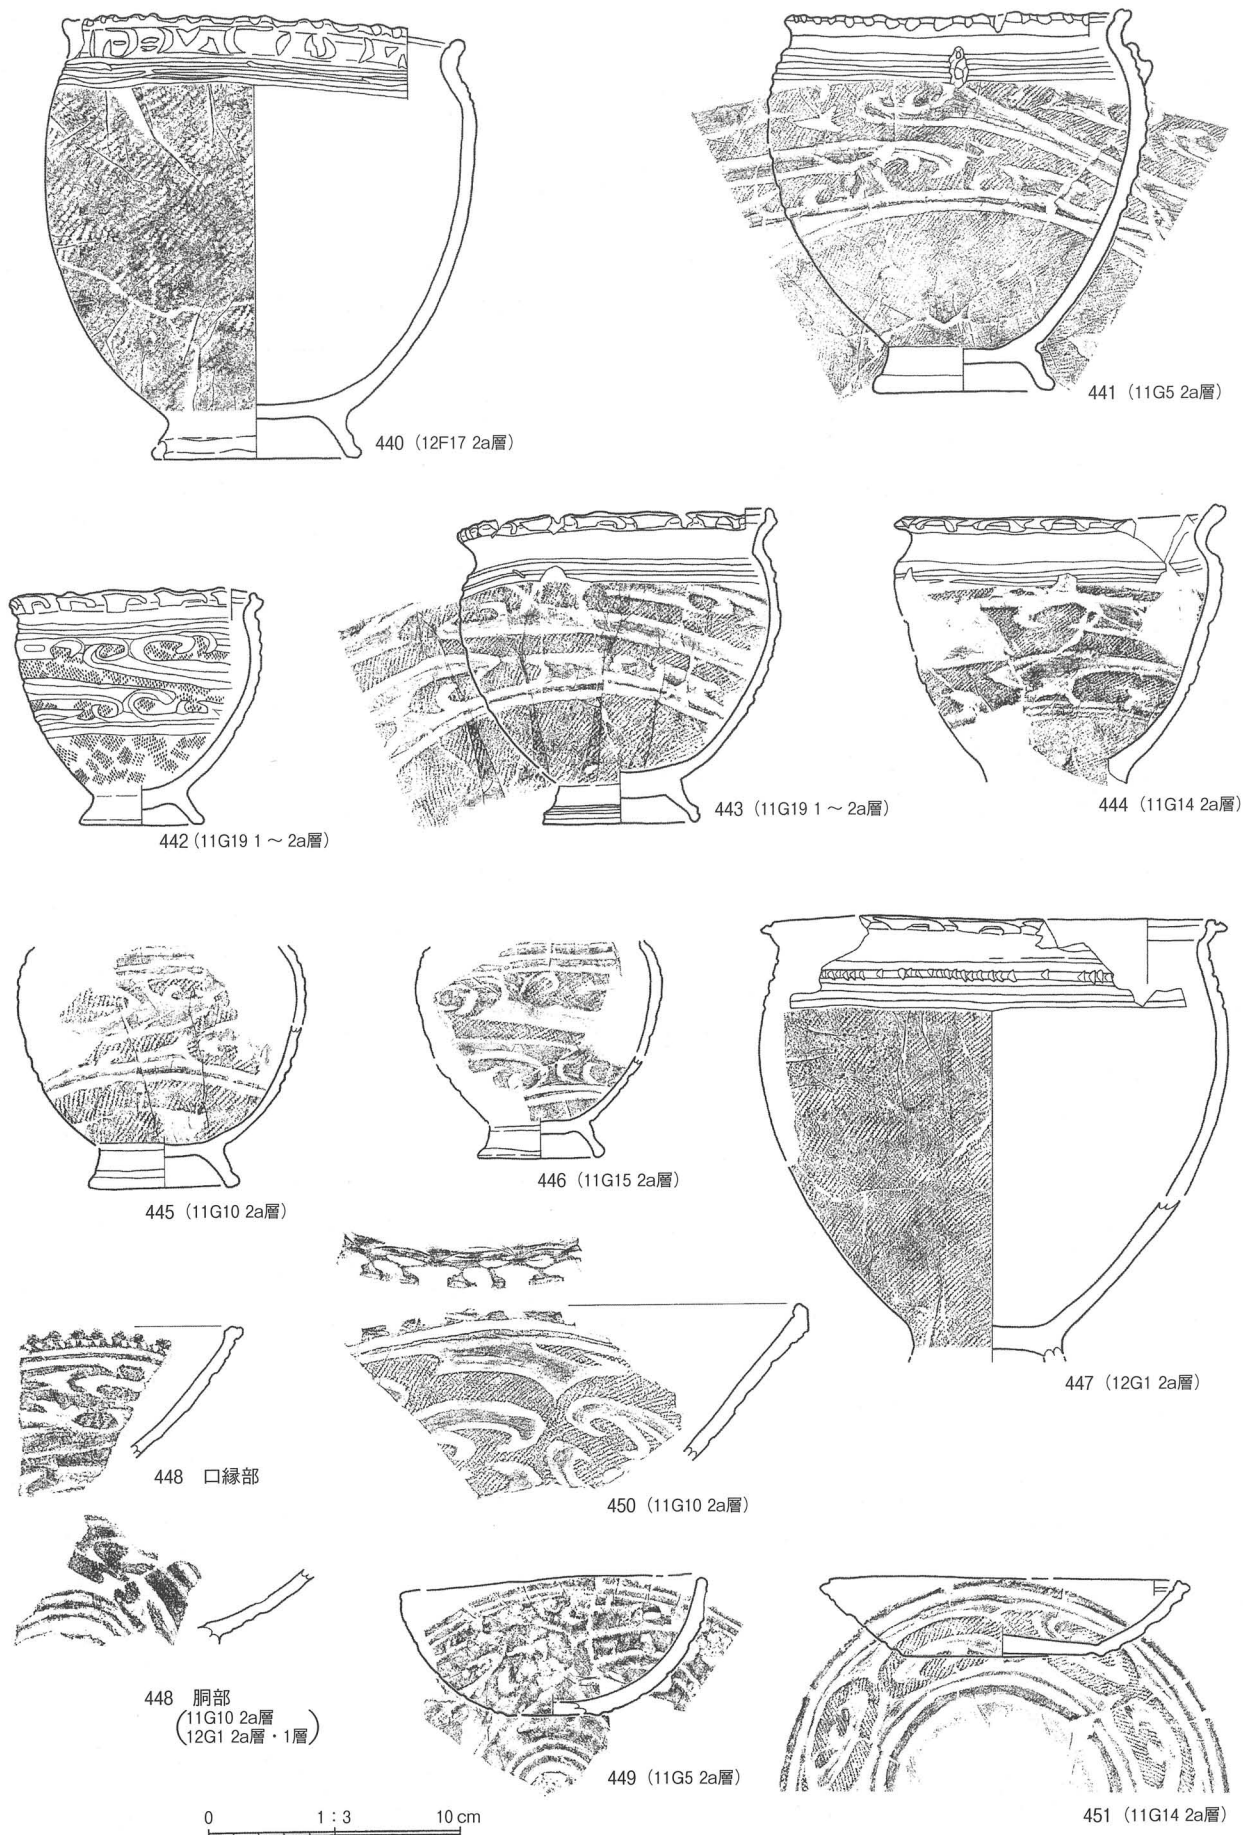 440（12F17 2a層）
441（11G5 2a層）
442（11G19 1 ～ 2a層）
443（11G19 1 ～ 2a層）
444（11G14 2a層）
445（11G10 2a層）
446（11G15 2a層）
447（12G1 2a層）
448 口縁部
450（11G10 2a層）
448 胴部
（11G10 2a層
12G1 2a層・1層）
449（11G5 2a層）
451（11G14 2a層）
0 1：3 10 cm